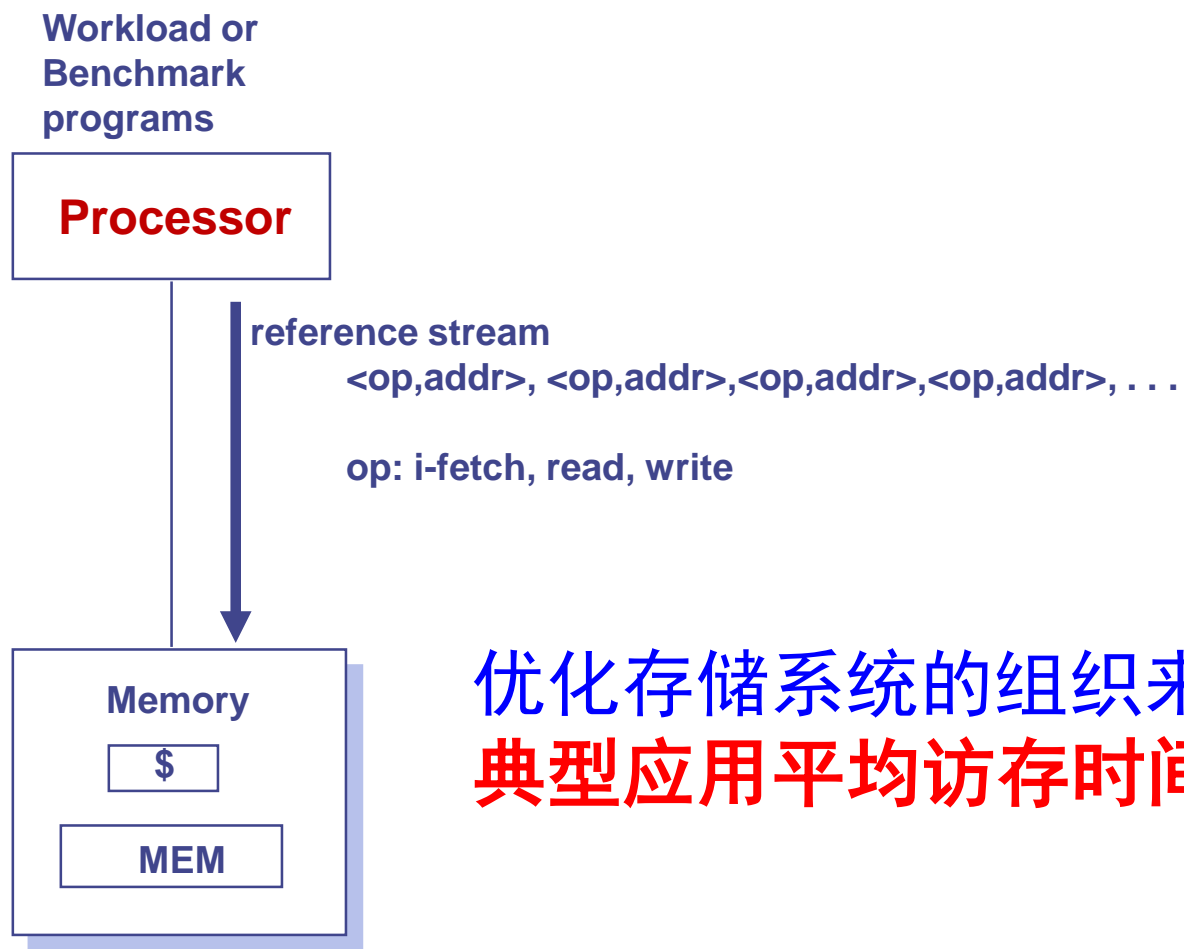 Workload or
Benchmark
programs
Processor
reference stream
<op,addr>, <op,addr>,<op,addr>,<op,addr>, . . .
op: i-fetch, read, write
Memory
$
MEM
优化存储系统的组织来
典型应用平均访存时间